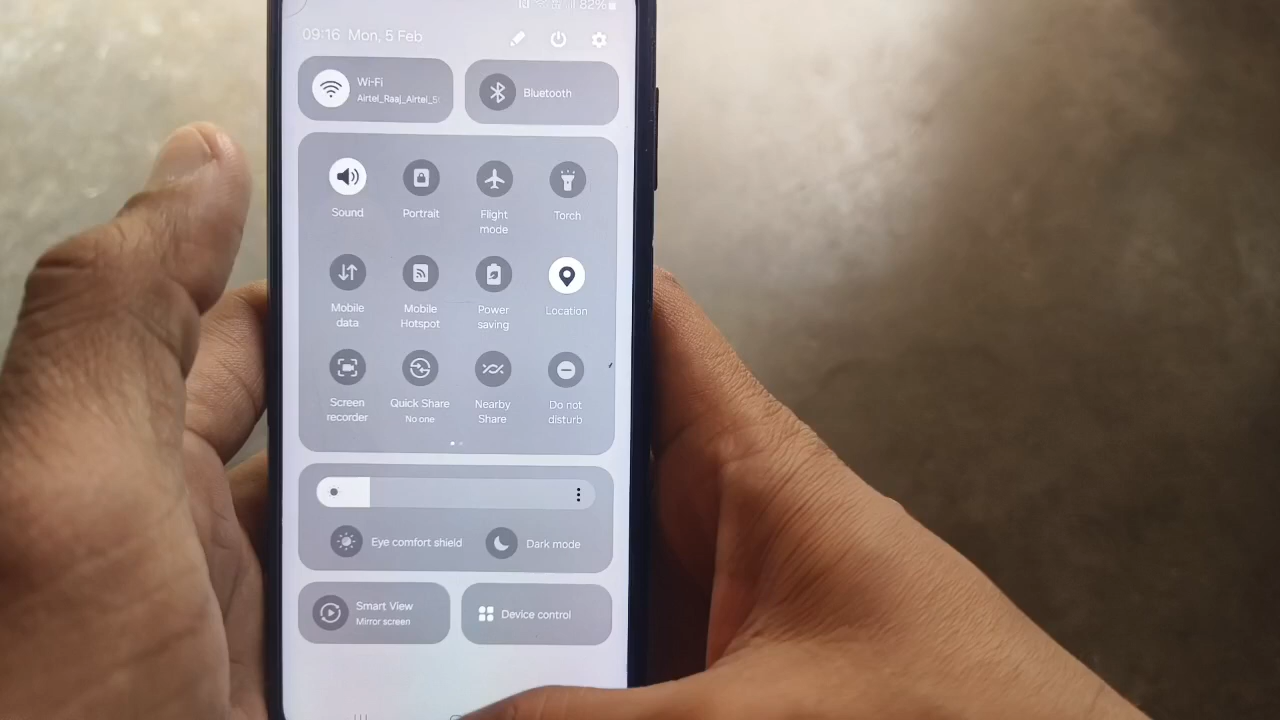 82%
09:16 Mon, 5 Feb
Wi-Fi
Airtel_Raaj_Airtel_5
Bluetooth
Sound
Portrait
Flight
mode
Torch
Mobile
data
Mobile
Hotspot
Power
saving
Location
Screen
recorder
Quick Share
No one
Nearby
Share
Do not
disturb
Eye comfort shield
Dark mode
Smart View
Mirror screen
Device control